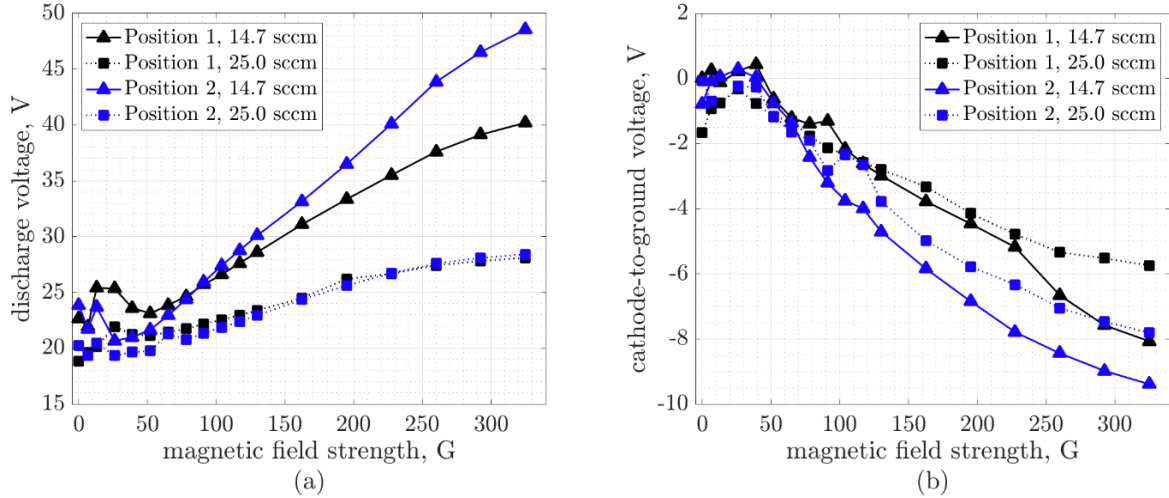 50
45
40
35
30
25
20
15
discharge voltage, V
Position 1, 14.7 sccm
Position 1, 25.0 sccm
Position 2, 14.7 sccm
Position 2, 25.0 sccm
0 50 100 150 200 250 300
magnetic field strength, G
(a)
2
0
-2
-4
-6
-8
-10
cathode-to-ground voltage, V
Position 1, 14.7 sccm
Position 1, 25.0 sccm
Position 2, 14.7 sccm
Position 2, 25.0 sccm
0 50 100 150 200 250 300
magnetic field strength, G
(b)